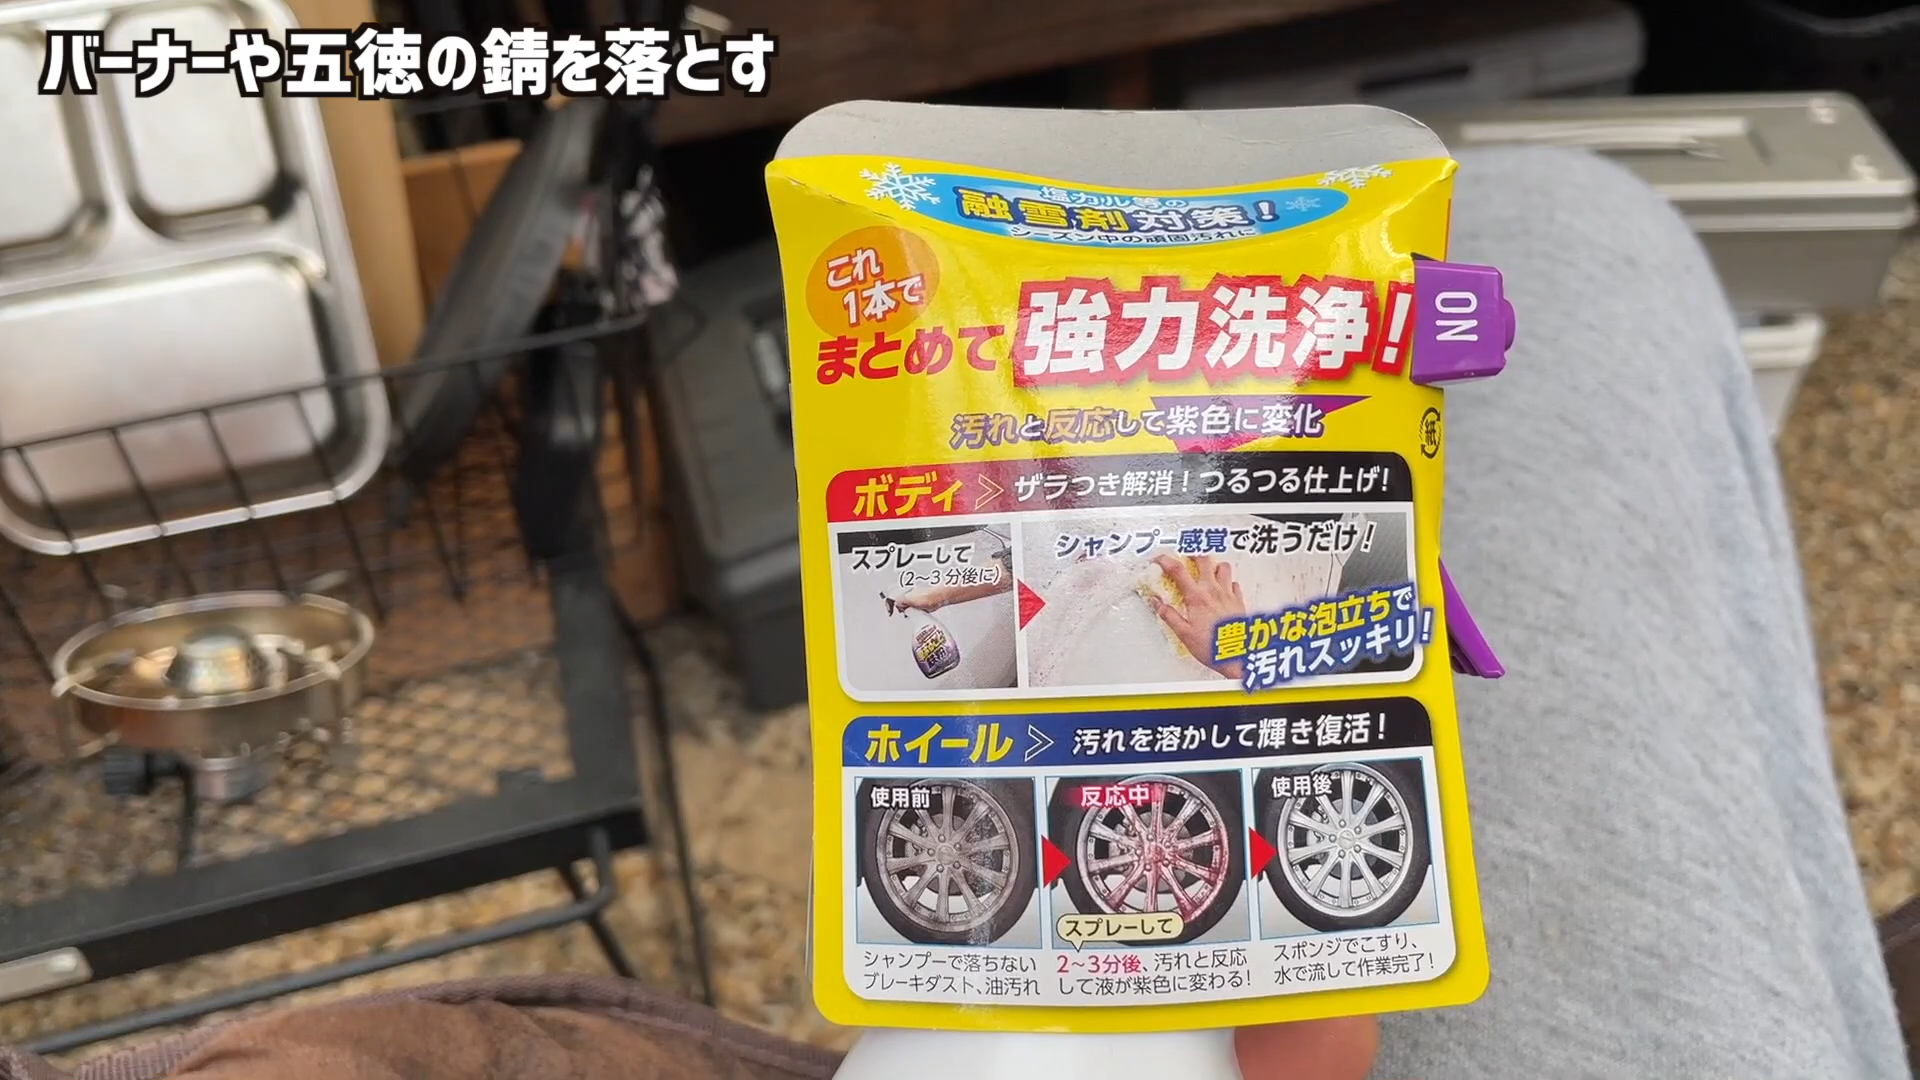 バーナーや五徳の錆を落とす
塩カル等の
融雪剤対策!
シーズン中の頑固汚れに
これ
1本で
まとめて強力洗浄!
NO
汚れと反応して紫色に変化
紙
ボディ ザラつき解消!つるつる仕上げ!
スプレーして
(2〜3分後に)
シャンプー感覚で洗うだけ!
豊かな泡立ちで
汚れスッキリ!
ホイール 汚れを溶かして輝き復活!
使用前
反応中
使用後
スプレーして
シャンプーで落ちない
ブレーキダスト、油汚れ
2〜3分後、汚れと反応
して液が紫色に変わる!
スポンジでこすり、
水で流して作業完了!